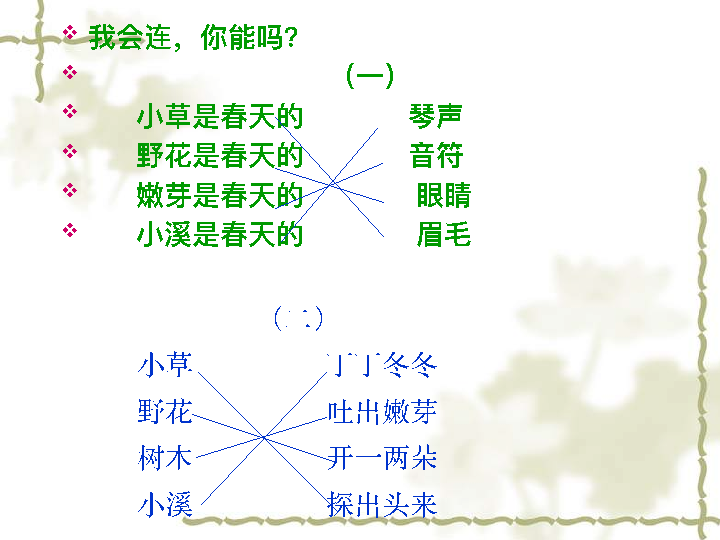 我会连，你能吗？
(一)
小草是春天的 琴声
野花是春天的 音符
嫩芽是春天的 眼睛
小溪是春天的 眉毛
（二）
小草 丁丁冬冬
野花 吐出嫩芽
树木 开一两朵
小溪 探出头来